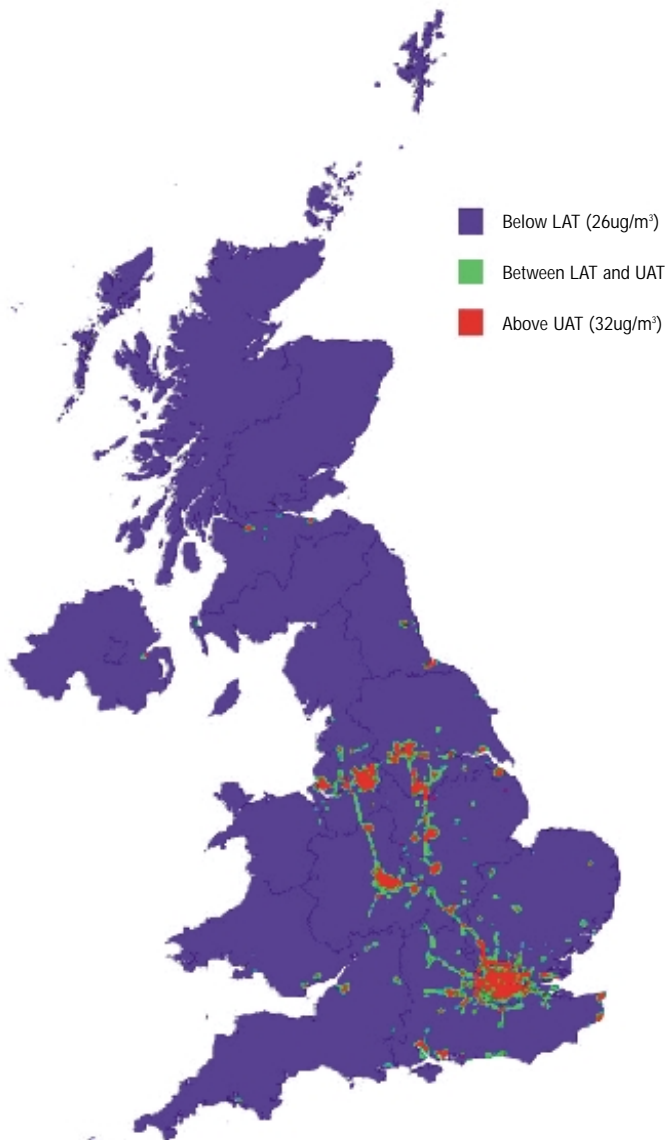 Below LAT (26ug/m³)
Between LAT and UAT
Above UAT (32ug/m³)